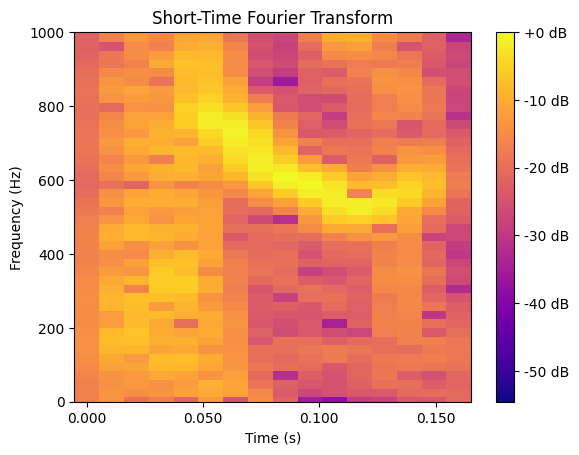 Short-Time Fourier Transform
1000
800
600
400
200
0
Frequency (Hz)
0.000
0.050
0.100
0.150
Time (s)
+0 dB
-10 dB
-20 dB
-30 dB
-40 dB
-50 dB